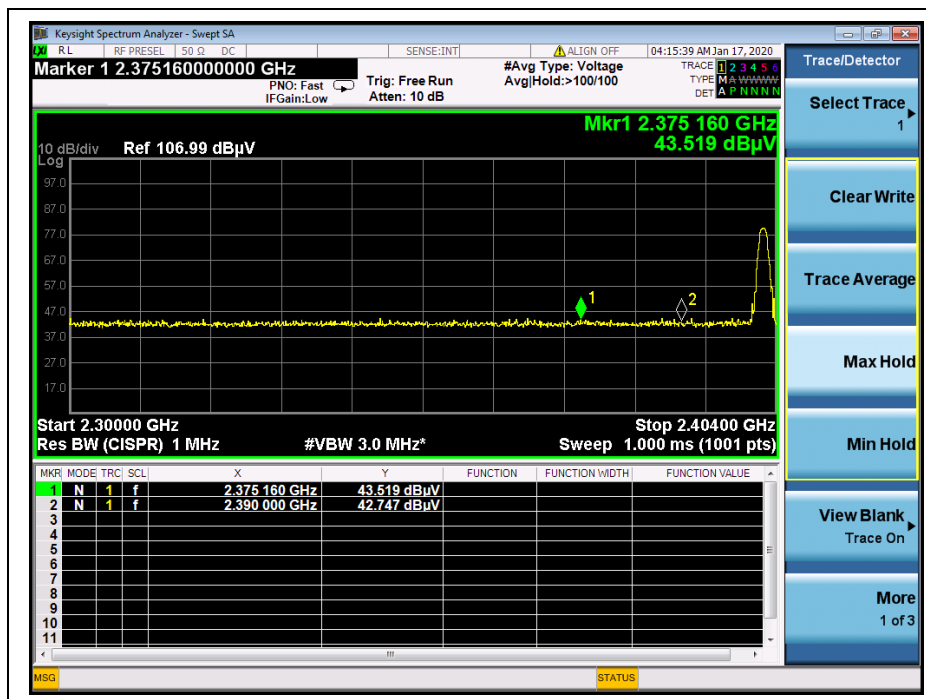 Keysight Spectrum Analyzer - Swept SA
LXI RL RF PRESEL 50 Ω DC SENSE:INT ALIGN OFF 04:15:39 AM Jan 17, 2020
Marker 1 2.375160000000 GHz
PNO: Fast
IFGain:Low
Trig: Free Run
Atten: 10 dB
#Avg Type: Voltage
Avg|Hold:>100/100
TRACE 1 2 3 4 5 6
TYPE M A W W W W
DET A P N N N N
Mkr1 2.375 160 GHz
43.519 dBµV
10 dB/div Ref 106.99 dBµV
Log
97.0
87.0
77.0
67.0
57.0
47.0
37.0
27.0
17.0
1
2
Start 2.30000 GHz Stop 2.40400 GHz
Res BW (CISPR) 1 MHz #VBW 3.0 MHz* Sweep 1.000 ms (1001 pts)
MKR MODE TRC SCL X Y FUNCTION FUNCTION WIDTH FUNCTION VALUE
1 N 1 f 2.375 160 GHz 43.519 dBµV
2 N 1 f 2.390 000 GHz 42.747 dBµV
3
4
5
6
7
8
9
10
11
MSG STATUS
Trace/Detector
Select Trace
1
Clear Write
Trace Average
Max Hold
Min Hold
View Blank
Trace On
More
1 of 3